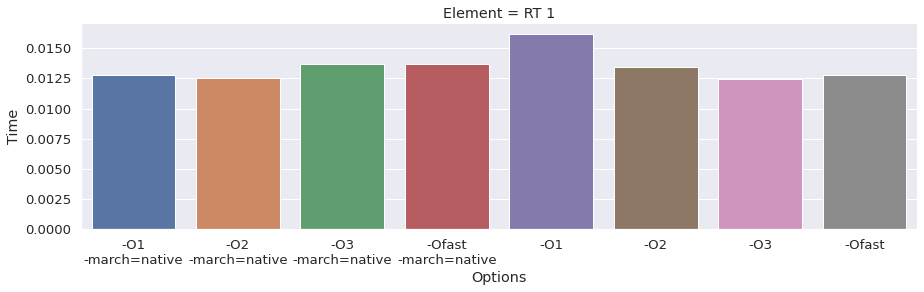 Element = RT 1
Time
0.0150
0.0125
0.0100
0.0075
0.0050
0.0025
0.0000
-O1 -O2 -O3 -Ofast -O1 -O2 -O3 -Ofast
-march=native -march=native -march=native -march=native
Options